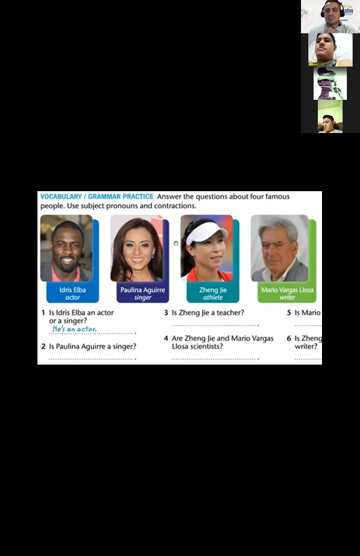 VOCABULARY / GRAMMAR PRACTICE Answer the questions about four famous
people. Use subject pronouns and contractions.
Idris Elba
actor
Paulina Aguirre
singer
Zheng Jie
athlete
Mario Vargas Llosa
writer
1 Is Idris Elba an actor
or a singer?
He's an actor.
2 Is Paulina Aguirre a singer?
3 Is Zheng Jie a teacher?
4 Are Zheng Jie and Mario Vargas
Llosa scientists?
5 Is Mario
6 Is Zheng
writer?